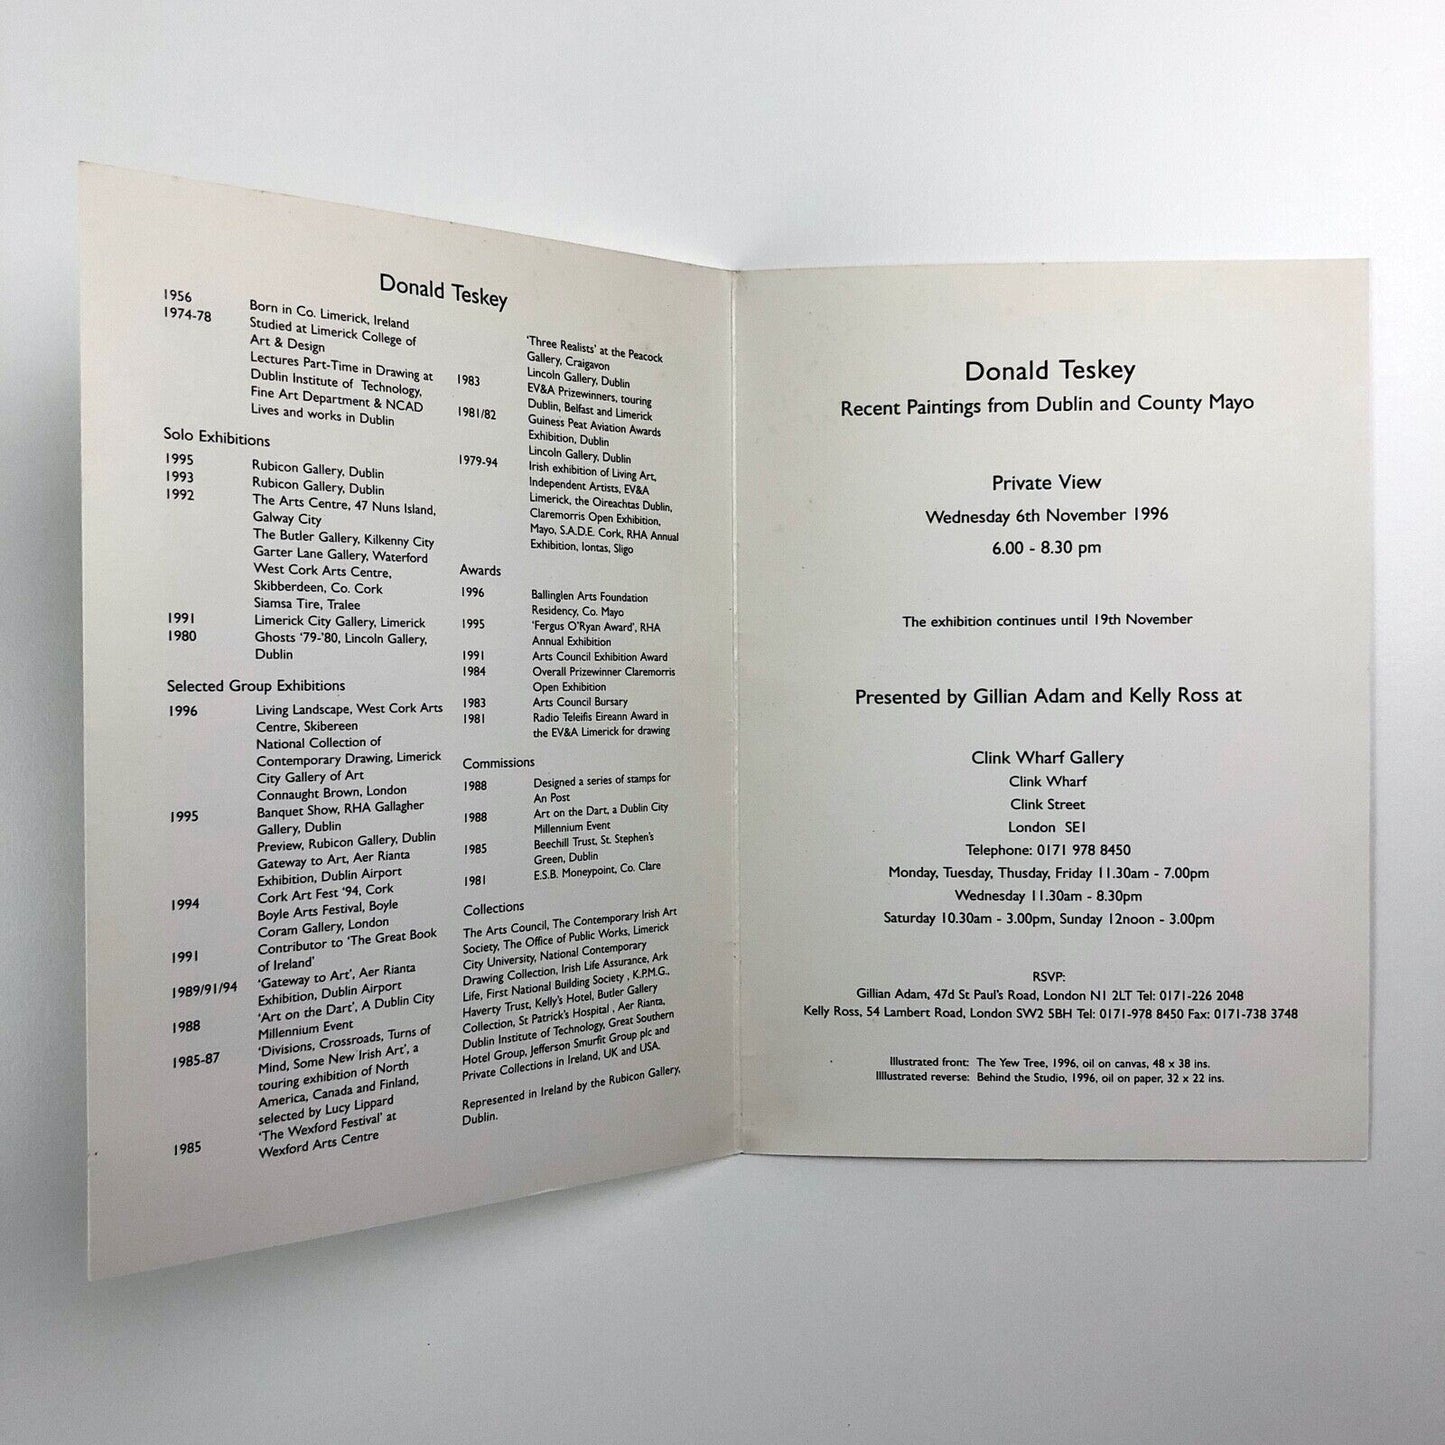 Donald Teskey
1956 Born in Co. Limerick, Ireland
1974-78 Studied at Limerick College of
Art & Design
Lectures Part-Time in Drawing at
Dublin Institute of Technology,
Fine Art Department & NCAD
Lives and works in Dublin
Solo Exhibitions
1995 Rubicon Gallery, Dublin
1993 Rubicon Gallery, Dublin
1992 The Arts Centre, 47 Nuns Island,
Galway City
The Butler Gallery, Kilkenny City
Garter Lane Gallery, Waterford
West Cork Arts Centre,
Skibberdeen, Co. Cork
Siamsa Tire, Tralee
1991 Limerick City Gallery, Limerick
1980 Ghosts '79-'80, Lincoln Gallery,
Dublin
Selected Group Exhibitions
1996 Living Landscape, West Cork Arts
Centre, Skibereen
National Collection of
Contemporary Drawing, Limerick
City Gallery of Art
Connaught Brown, London
1995 Banquet Show, RHA Gallagher
Gallery, Dublin
Preview, Rubicon Gallery, Dublin
Gateway to Art, Aer Rianta
Exhibition, Dublin Airport
1994 Cork Art Fest '94, Cork
Boyle Arts Festival, Boyle
Coram Gallery, London
1991 Contributor to 'The Great Book
of Ireland'
1989/91/94 'Gateway to Art', Aer Rianta
Exhibition, Dublin Airport
1988 'Art on the Dart', A Dublin City
Millennium Event
1985-87 'Divisions, Crossroads, Turns of
Mind, Some New Irish Art', a
touring exhibition of North
America, Canada and Finland,
selected by Lucy Lippard
1985 'The Wexford Festival' at
Wexford Arts Centre
'Three Realists' at the Peacock
Gallery, Craigavon
1983 Lincoln Gallery, Dublin
EV&A Prizewinners, touring
Dublin, Belfast and Limerick
1981/82 Guiness Peat Aviation Awards
Exhibition, Dublin
Lincoln Gallery, Dublin
1979-94 Irish exhibition of Living Art,
Independent Artists, EV&A
Limerick, the Oireachtas Dublin,
Claremorris Open Exhibition,
Mayo, S.A.D.E. Cork, RHA Annual
Exhibition, Iontas, Sligo
Awards
1996 Ballinglen Arts Foundation
Residency, Co. Mayo
1995 'Fergus O'Ryan Award', RHA
Annual Exhibition
1991 Arts Council Exhibition Award
1984 Overall Prizewinner Claremorris
Open Exhibition
1983 Arts Council Bursary
1981 Radio Teleifis Eireann Award in
the EV&A Limerick for drawing
Commissions
1988 Designed a series of stamps for
An Post
1988 Art on the Dart, a Dublin City
Millennium Event
1985 Beechill Trust, St. Stephen's
Green, Dublin
1981 E.S.B. Moneypoint, Co. Clare
Collections
The Arts Council, The Contemporary Irish Art
Society, The Office of Public Works, Limerick
City University, National Contemporary
Drawing Collection, Irish Life Assurance, Ark
Life, First National Building Society , K.P.M.G.,
Haverty Trust, Kelly's Hotel, Butler Gallery
Collection, St Patrick's Hospital , Aer Rianta,
Dublin Institute of Technology, Great Southern
Hotel Group, Jefferson Smurfit Group plc and
Private Collections in Ireland, UK and USA.
Represented in Ireland by the Rubicon Gallery,
Dublin.
Donald Teskey
Recent Paintings from Dublin and County Mayo
Private View
Wednesday 6th November 1996
6.00 - 8.30 pm
The exhibition continues until 19th November
Presented by Gillian Adam and Kelly Ross at
Clink Wharf Gallery
Clink Wharf
Clink Street
London SE1
Telephone: 0171 978 8450
Monday, Tuesday, Thusday, Friday 11.30am - 7.00pm
Wednesday 11.30am - 8.30pm
Saturday 10.30am - 3.00pm, Sunday 12noon - 3.00pm
RSVP:
Gillian Adam, 47d St Paul's Road, London N1 2LT Tel: 0171-226 2048
Kelly Ross, 54 Lambert Road, London SW2 5BH Tel: 0171-978 8450 Fax: 0171-738 3748
Illustrated front: The Yew Tree, 1996, oil on canvas, 48 x 38 ins.
Illlustrated reverse: Behind the Studio, 1996, oil on paper, 32 x 22 ins.